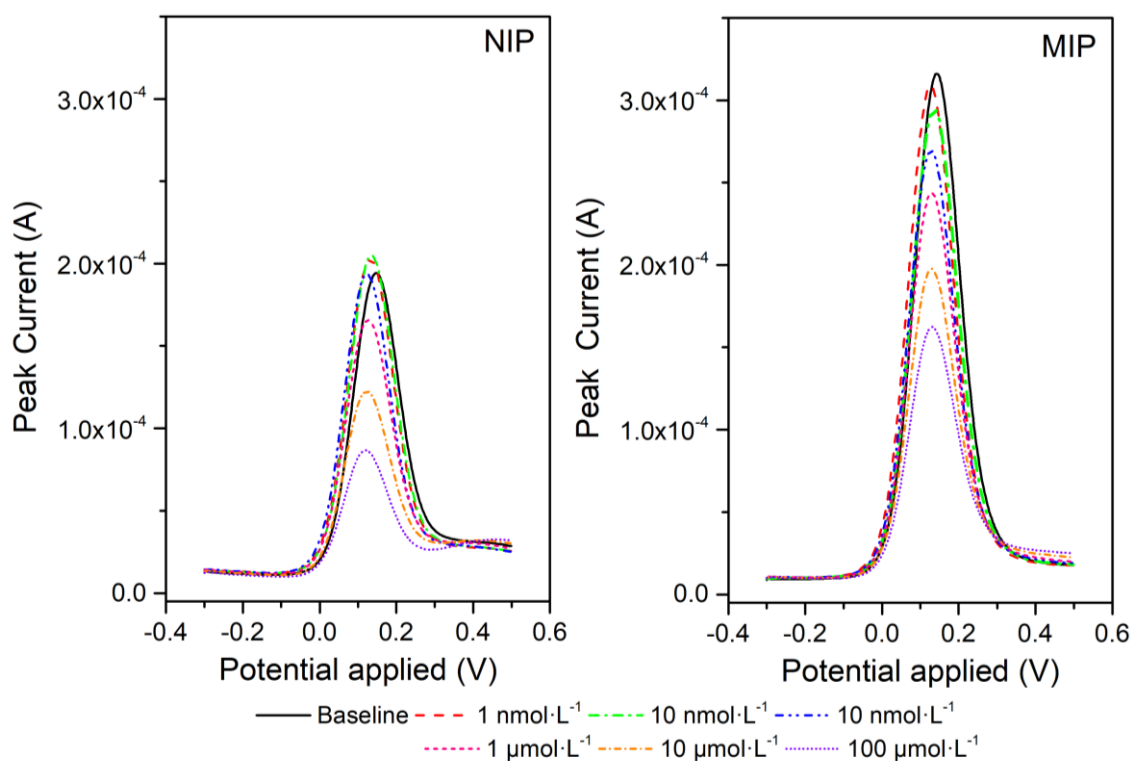 NIP
3.0x10⁻⁴
2.0x10⁻⁴
1.0x10⁻⁴
0.0
-0.4 -0.2 0.0 0.2 0.4 0.6
Peak Current (A)
Potential applied (V)
MIP
3.0x10⁻⁴
2.0x10⁻⁴
1.0x10⁻⁴
0.0
-0.4 -0.2 0.0 0.2 0.4 0.6
Peak Current (A)
Potential applied (V)
Baseline 1 nmol·L⁻¹ 10 nmol·L⁻¹ 10 nmol·L⁻¹
1 µmol·L⁻¹ 10 µmol·L⁻¹ 100 µmol·L⁻¹